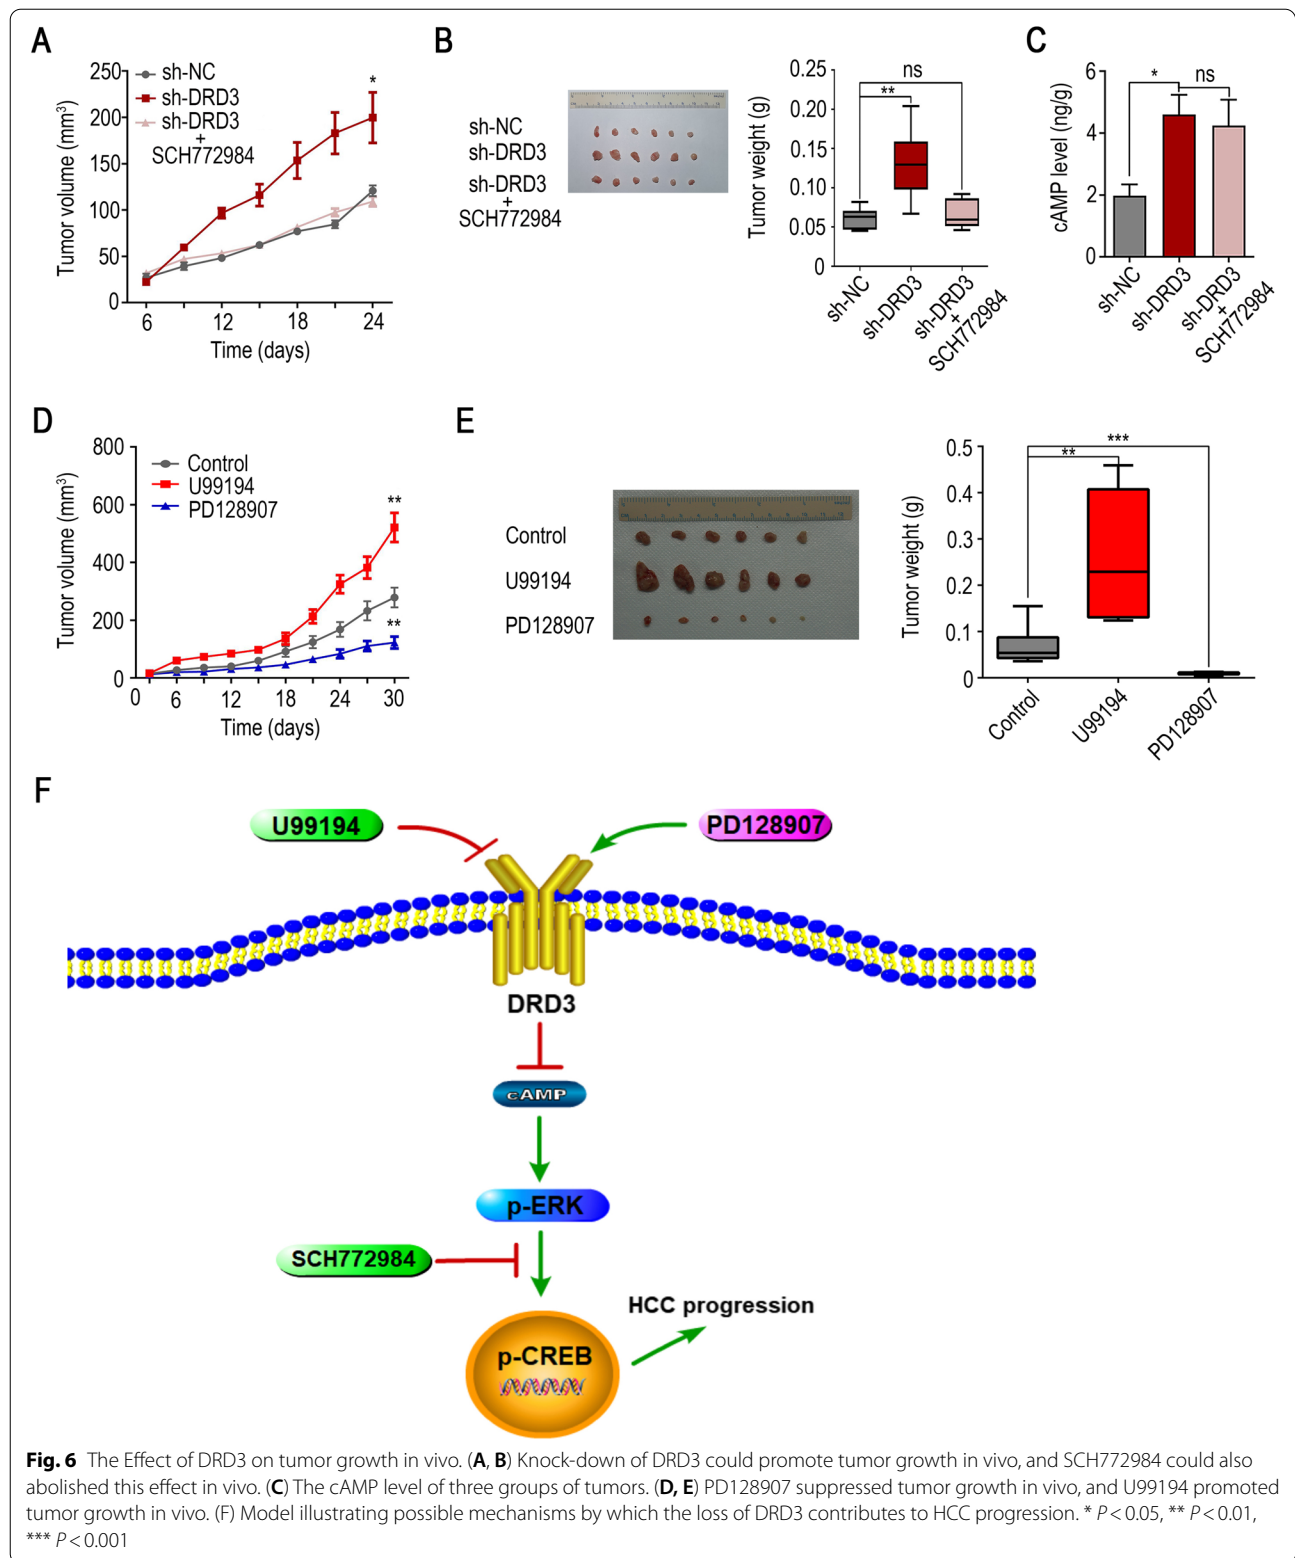 A
250
200
150
100
50
0
Tumor volume (mm³)
sh-NC
sh-DRD3
sh-DRD3
+
SCH772984
*
6
12
18
24
Time (days)
B
sh-NC
sh-DRD3
sh-DRD3
+
SCH772984
0.25
0.20
0.15
0.10
0.05
0
Tumor weight (g)
ns
**
sh-NC
sh-DRD3
sh-DRD3
+
SCH772984
C
6
4
2
0
cAMP level (ng/g)
*
ns
sh-NC
sh-DRD3
sh-DRD3
+
SCH772984
D
800
600
400
200
0
Tumor volume (mm³)
Control
U99194
PD128907
**
**
0
6
12
18
24
30
Time (days)
E
Control
U99194
PD128907
0.5
0.4
0.3
0.2
0.1
0
Tumor weight (g)
***
**
Control
U99194
PD128907
F
U99194
PD128907
DRD3
cAMP
p-ERK
SCH772984
HCC progression
p-CREB
Fig. 6 The Effect of DRD3 on tumor growth in vivo. (A, B) Knock-down of DRD3 could promote tumor growth in vivo, and SCH772984 could also
abolished this effect in vivo. (C) The cAMP level of three groups of tumors. (D, E) PD128907 suppressed tumor growth in vivo, and U99194 promoted
tumor growth in vivo. (F) Model illustrating possible mechanisms by which the loss of DRD3 contributes to HCC progression. * P < 0.05, ** P < 0.01,
*** P < 0.001